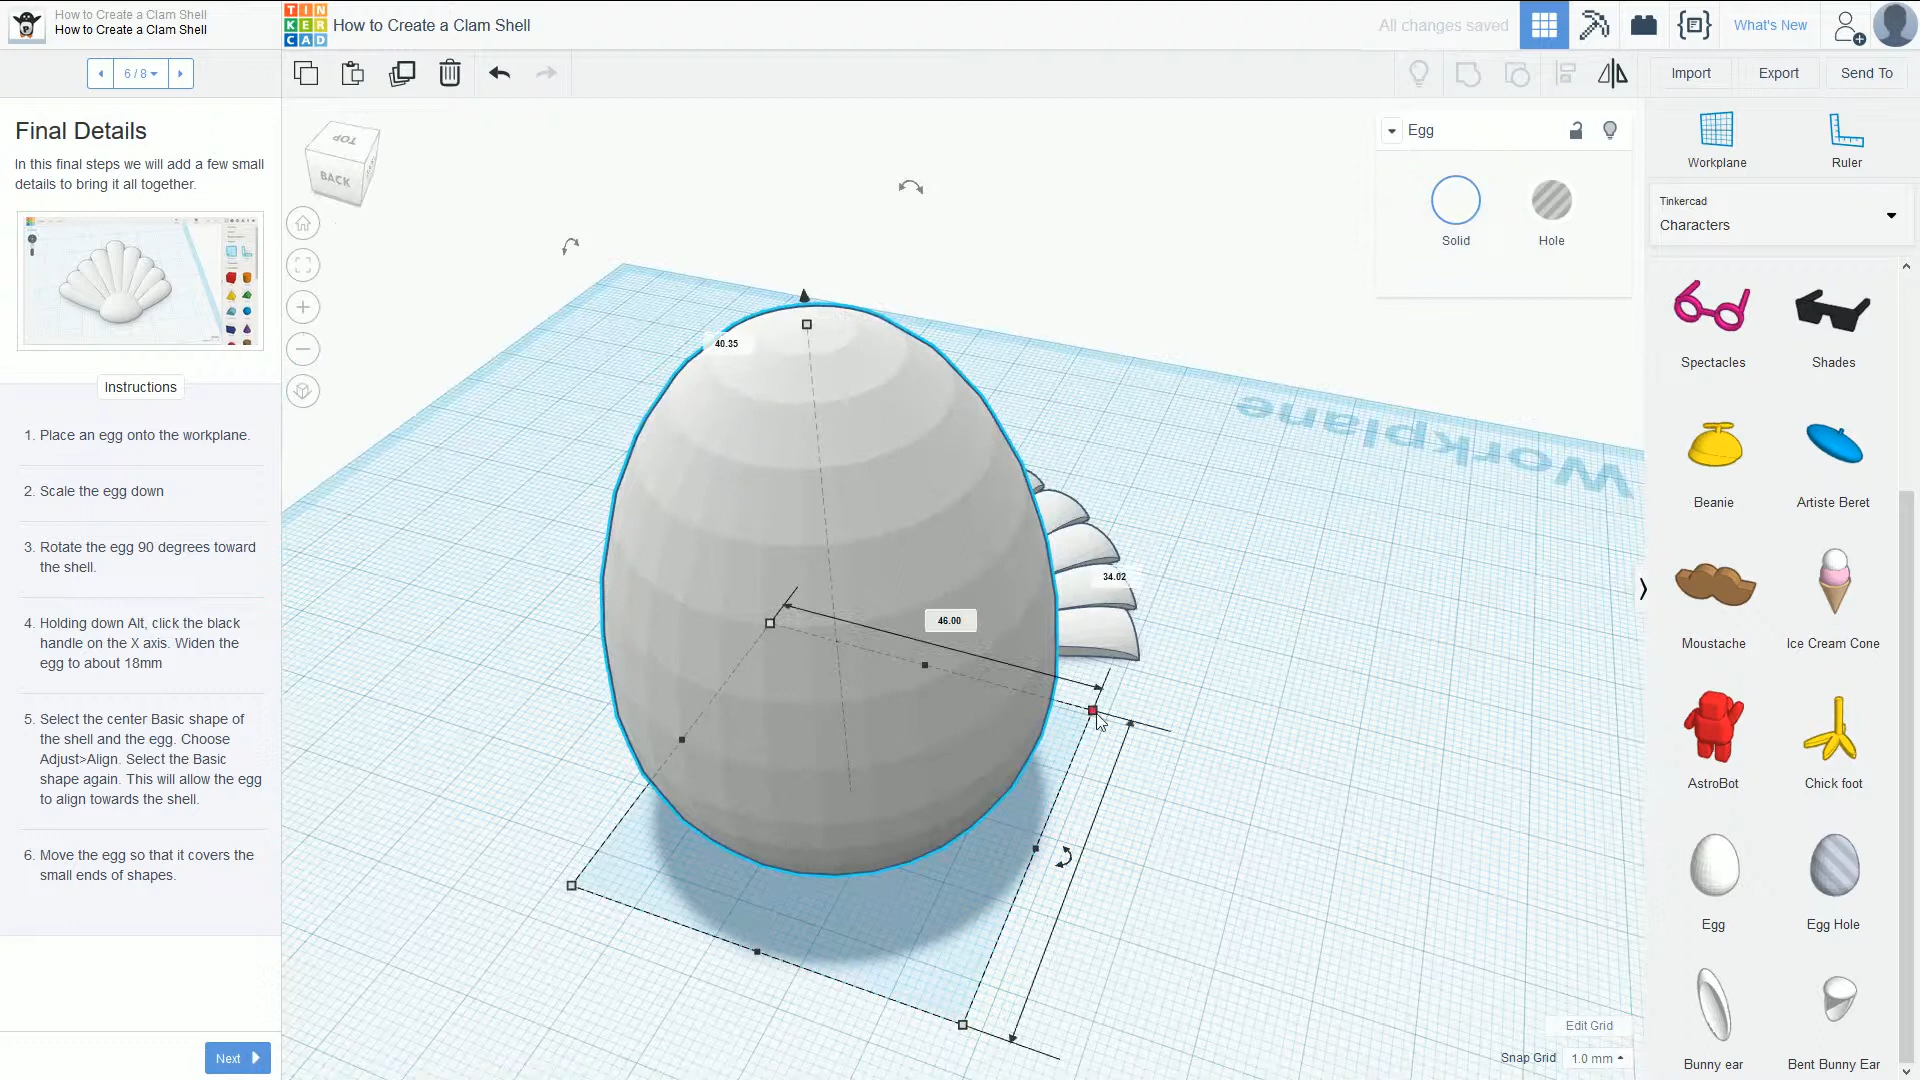 How to Create a Clam Shell
How to Create a Clam Shell
TIN
KER
CAD
How to Create a Clam Shell
All changes saved
What's New
6 / 8
Import
Export
Send To
Final Details
In this final steps we will add a few small
details to bring it all together.
Instructions
1. Place an egg onto the workplane.
2. Scale the egg down
3. Rotate the egg 90 degrees toward
the shell.
4. Holding down Alt, click the black
handle on the X axis. Widen the
egg to about 18mm
5. Select the center Basic shape of
the shell and the egg. Choose
Adjust>Align. Select the Basic
shape again. This will allow the egg
to align towards the shell.
6. Move the egg so that it covers the
small ends of shapes.
Next
TOP
BACK
40.35
46.00
34.02
Workplane
Egg
Solid
Hole
Edit Grid
Snap Grid
1.0 mm
Workplane
Ruler
Tinkercad
Characters
Spectacles
Shades
Beanie
Artiste Beret
Moustache
Ice Cream Cone
AstroBot
Chick foot
Egg
Egg Hole
Bunny ear
Bent Bunny Ear